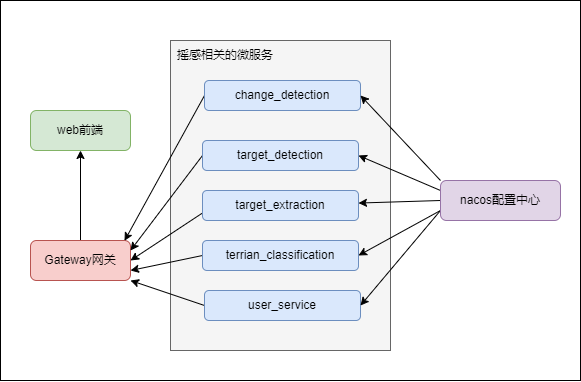 摇感相关的微服务
change_detection
web前端
target_detection
target_extraction
nacos配置中心
Gateway网关
terrian_classification
user_service